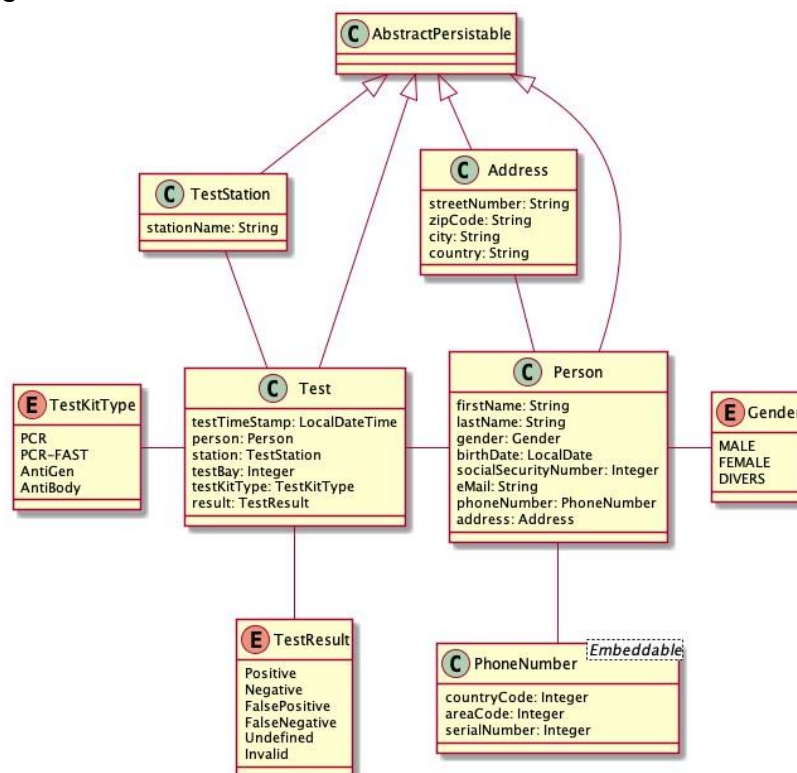 C AbstractPersistable
C TestStation
stationName: String
C Address
streetNumber: String
zipCode: String
city: String
country: String
E TestKitType
PCR
PCR-FAST
AntiGen
AntiBody
C Test
testTimeStamp: LocalDateTime
person: Person
station: TestStation
testBay: Integer
testKitType: TestKitType
result: TestResult
C Person
firstName: String
lastName: String
gender: Gender
birthDate: LocalDate
socialSecurityNumber: Integer
eMail: String
phoneNumber: PhoneNumber
address: Address
E Gender
MALE
FEMALE
DIVERS
E TestResult
Positive
Negative
FalsePositive
FalseNegative
Undefined
Invalid
C PhoneNumber
Embeddable
countryCode: Integer
areaCode: Integer
serialNumber: Integer